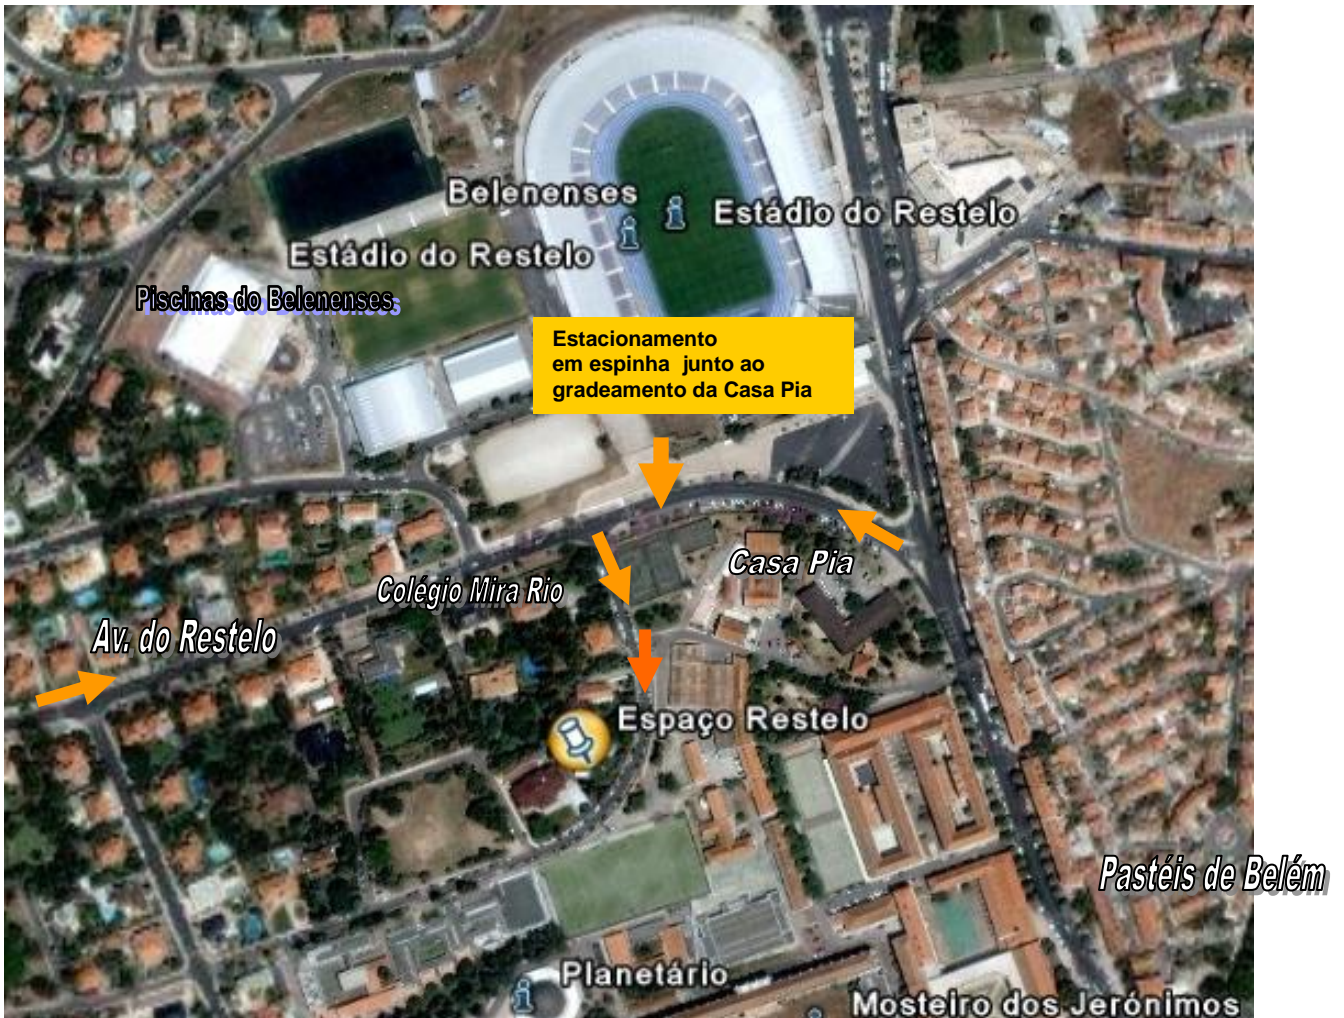 Belenenses
Estádio do Restelo
Estádio do Restelo
Piscinas do Belenenses
Estacionamento
em espinha junto ao
gradeamento da Casa Pia
Casa Pia
Colégio Mira Rio
Av. do Restelo
Espaço Restelo
Pastéis de Belém
Planetário
Mosteiro dos Jerónimos